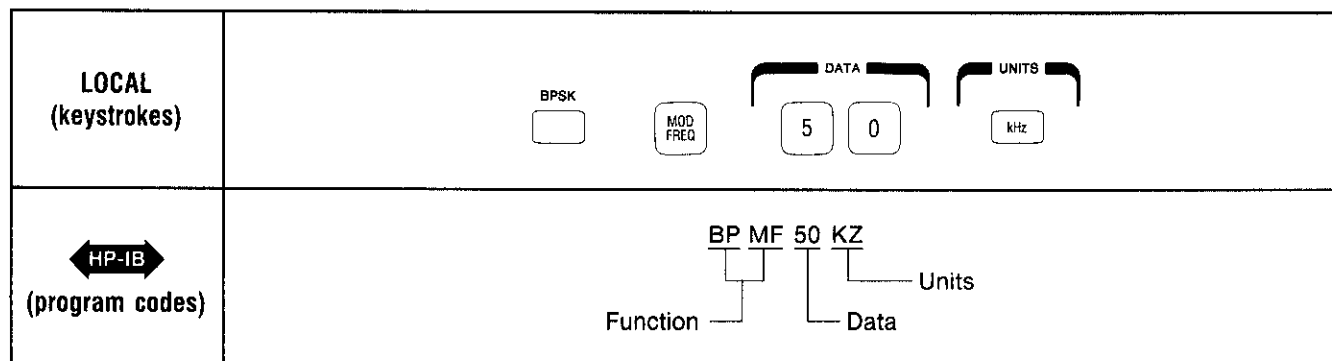 LOCAL
(keystrokes)
BPSK
MOD
FREQ
DATA
5 0
UNITS
kHz
HP-IB
(program codes)
BP MF 50 KZ
Units
Function
Data